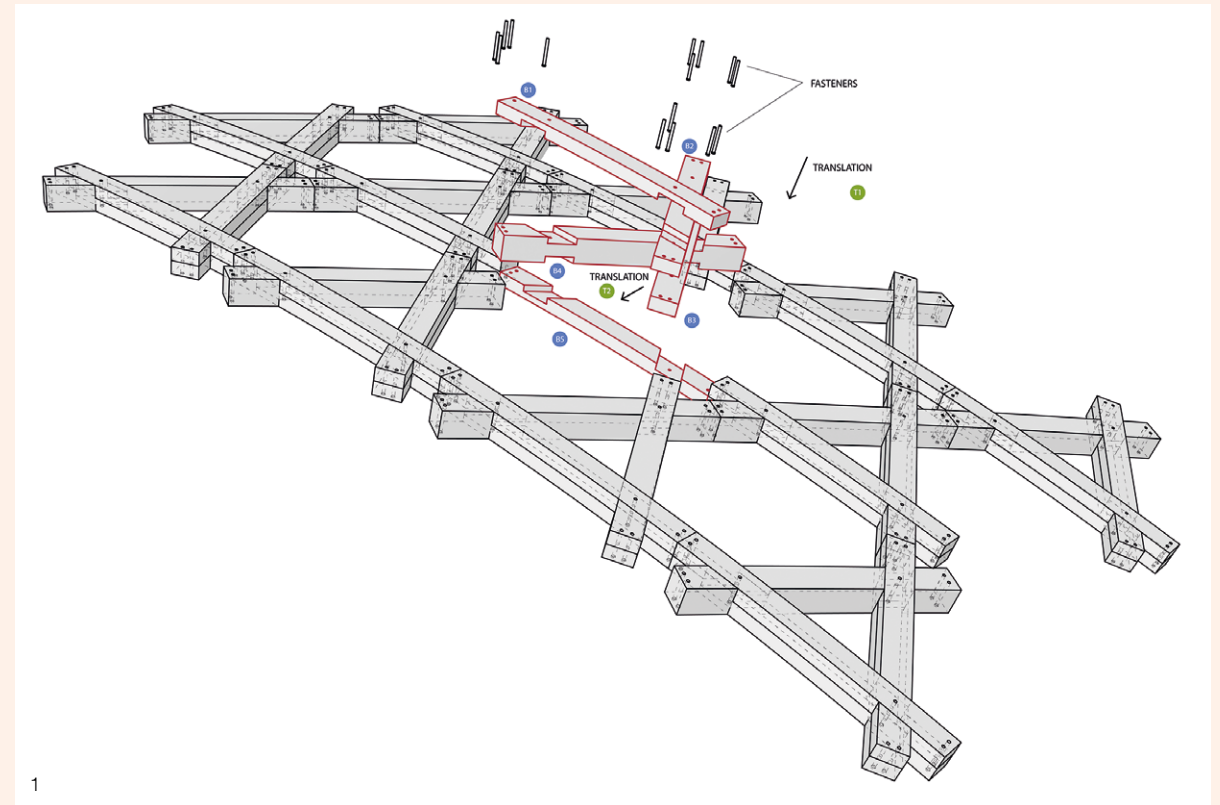 B1
FASTENERS
B2
TRANSLATION
T1
B4
TRANSLATION
T2
B3
B5
1